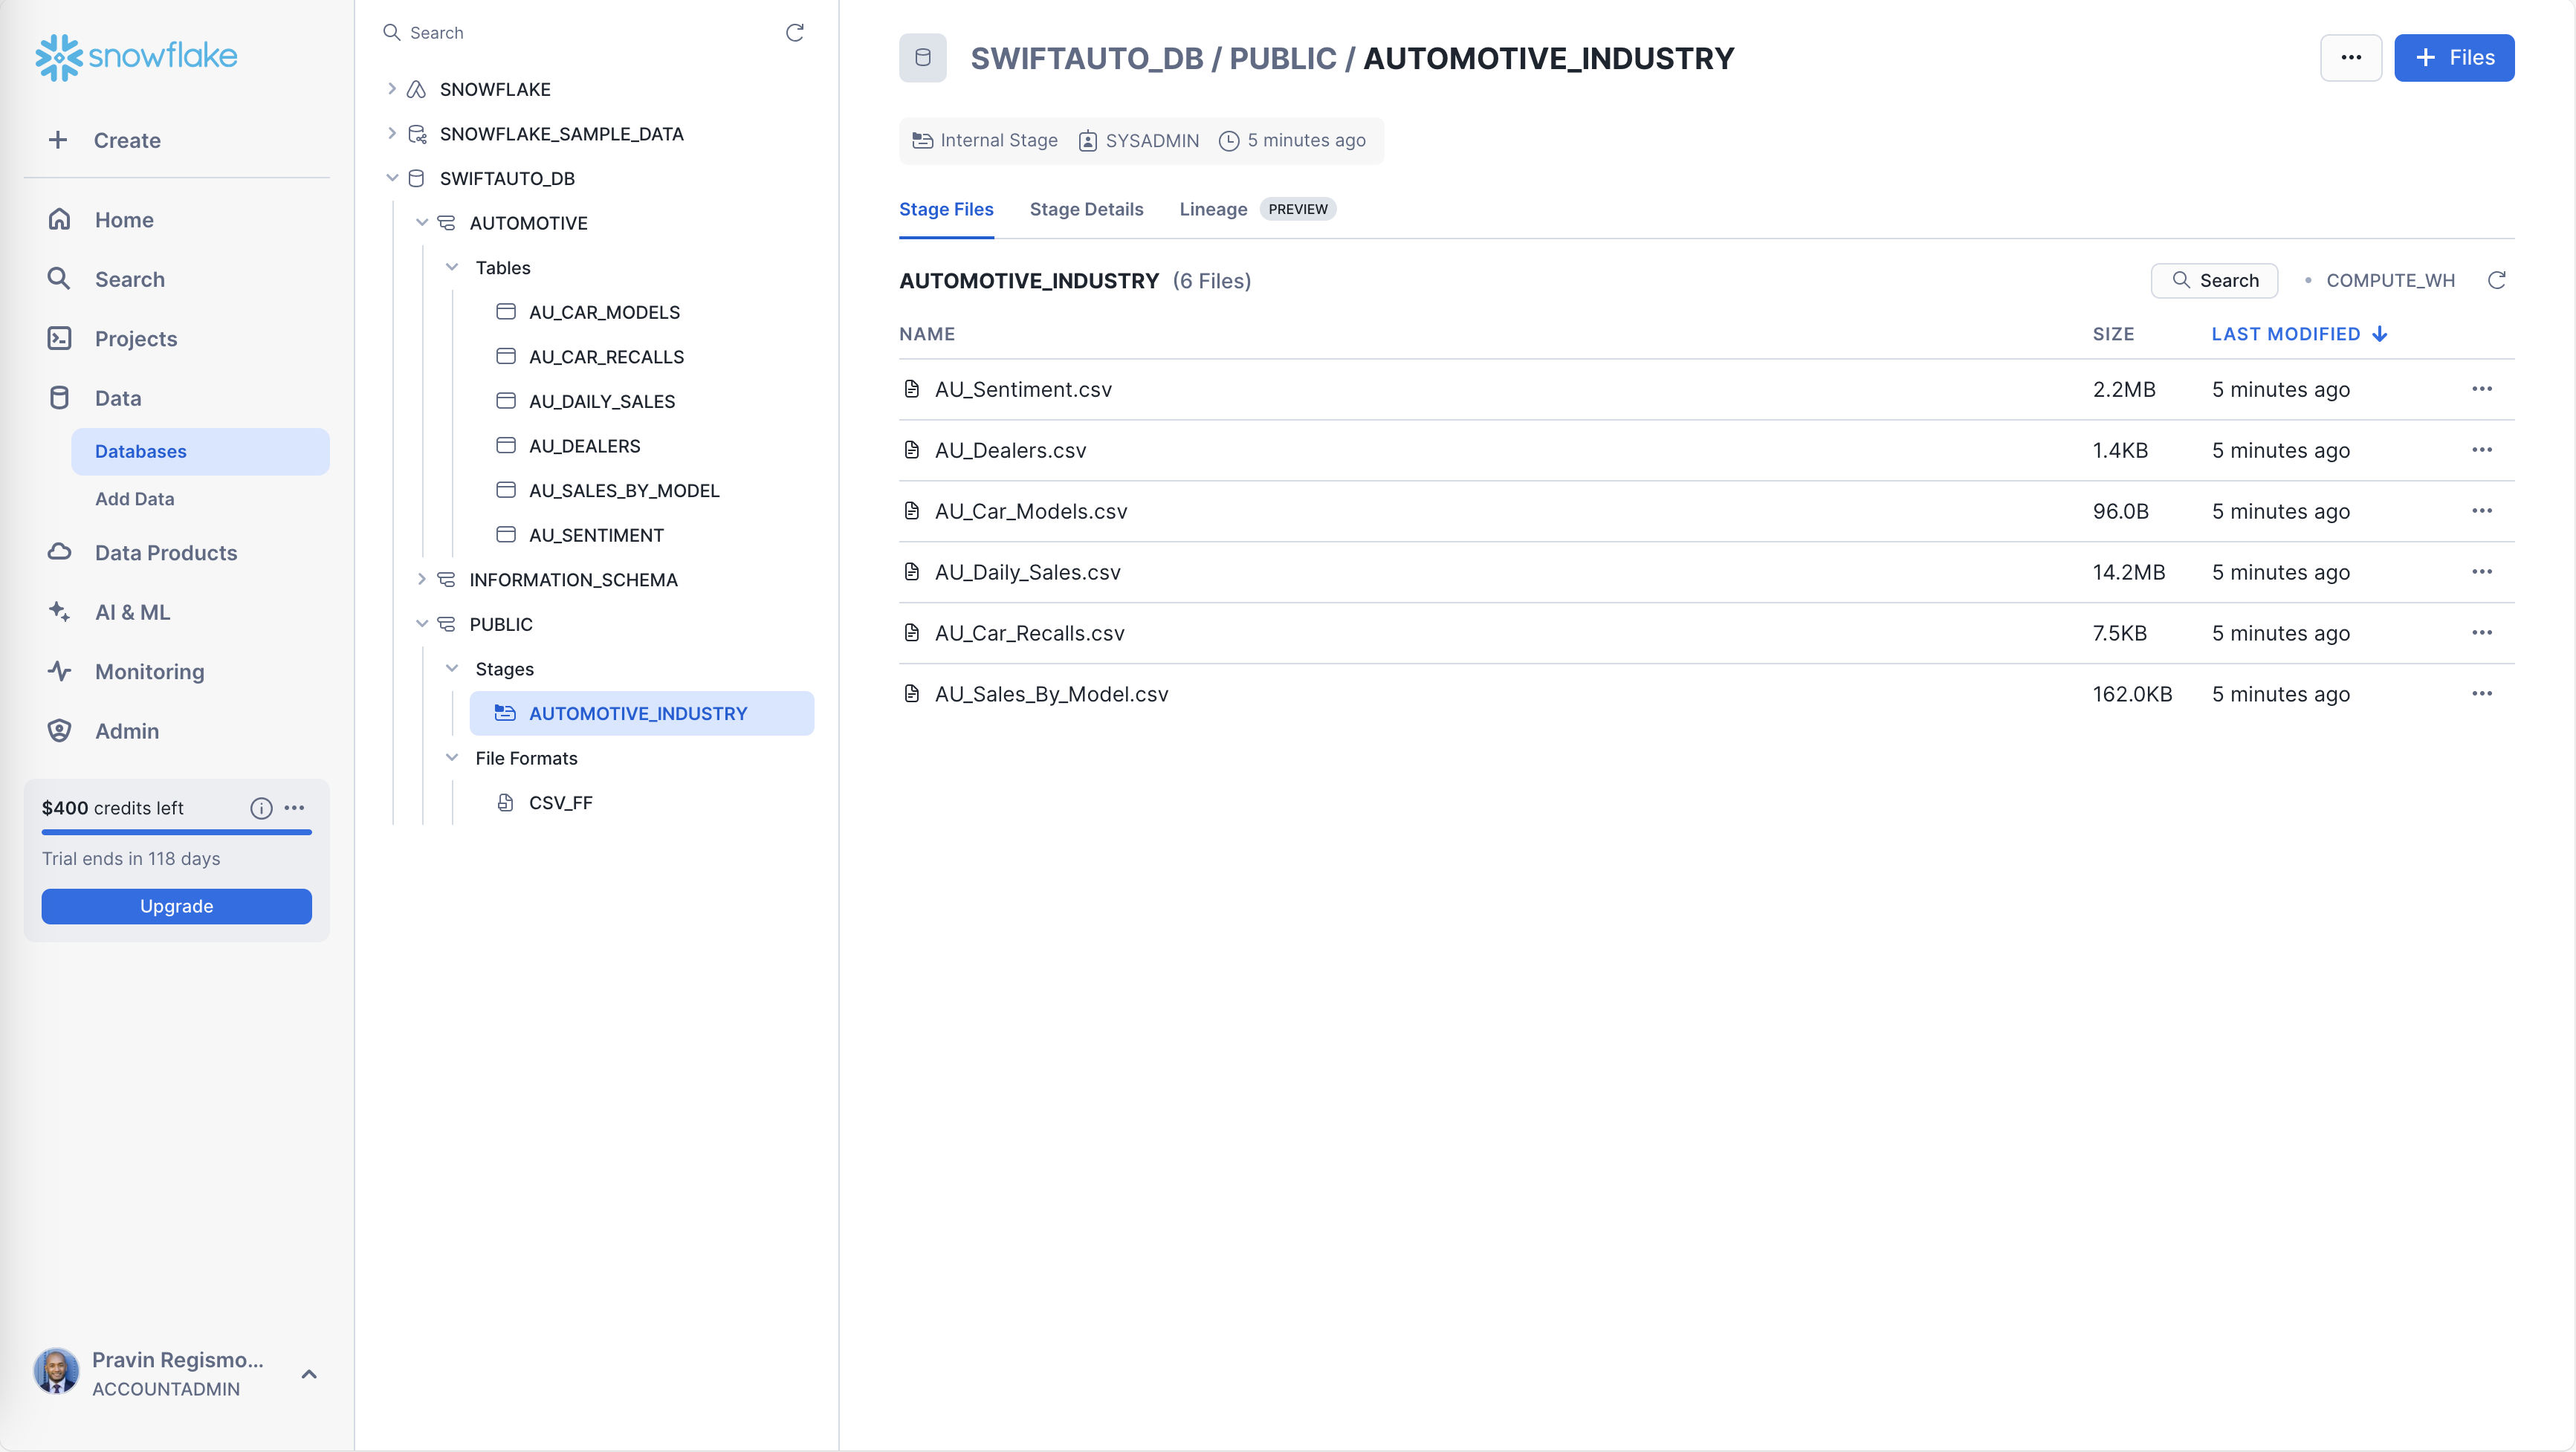 snowflake
Create
Home
Search
Projects
Data
Databases
Add Data
Data Products
AI & ML
Monitoring
Admin
$400 credits left
Trial ends in 118 days
Upgrade
Pravin Regismo...
ACCOUNTADMIN
Search
SNOWFLAKE
SNOWFLAKE_SAMPLE_DATA
SWIFTAUTO_DB
AUTOMOTIVE
Tables
AU_CAR_MODELS
AU_CAR_RECALLS
AU_DAILY_SALES
AU_DEALERS
AU_SALES_BY_MODEL
AU_SENTIMENT
INFORMATION_SCHEMA
PUBLIC
Stages
AUTOMOTIVE_INDUSTRY
File Formats
CSV_FF
SWIFTAUTO_DB / PUBLIC / AUTOMOTIVE_INDUSTRY
... + Files
Internal Stage SYSADMIN 5 minutes ago
Stage Files Stage Details Lineage PREVIEW
AUTOMOTIVE_INDUSTRY (6 Files) Search COMPUTE_WH
NAME SIZE LAST MODIFIED
AU_Sentiment.csv 2.2MB 5 minutes ago
AU_Dealers.csv 1.4KB 5 minutes ago
AU_Car_Models.csv 96.0B 5 minutes ago
AU_Daily_Sales.csv 14.2MB 5 minutes ago
AU_Car_Recalls.csv 7.5KB 5 minutes ago
AU_Sales_By_Model.csv 162.0KB 5 minutes ago